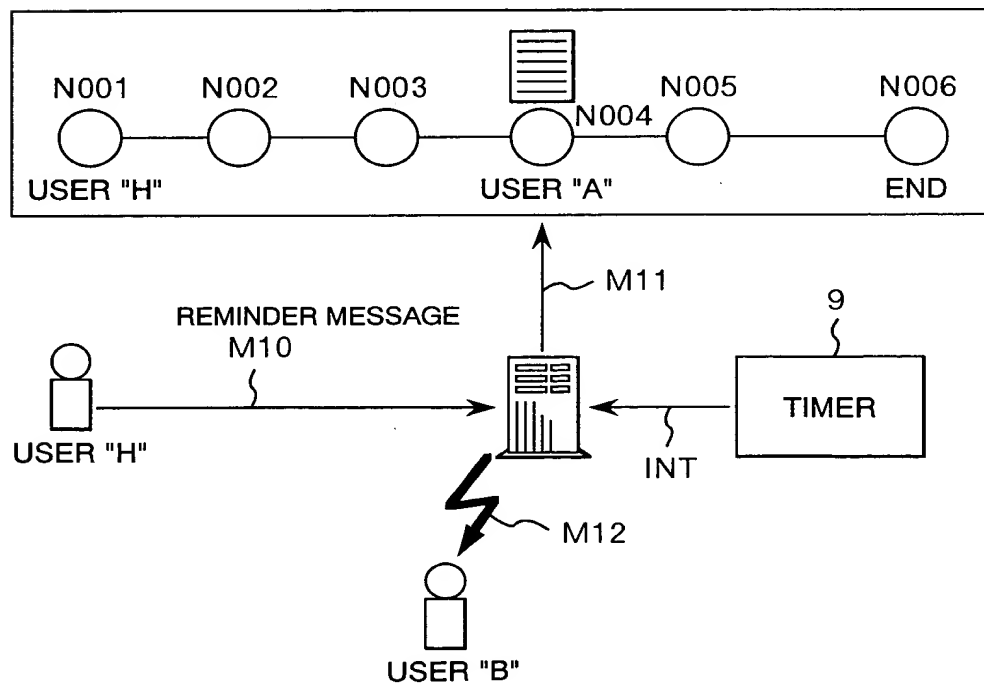 N001 N002 N003 N004 N005 N006
USER "H" USER "A" END
M11
REMINDER MESSAGE
M10
9
TIMER
USER "H"
INT
M12
USER "B"